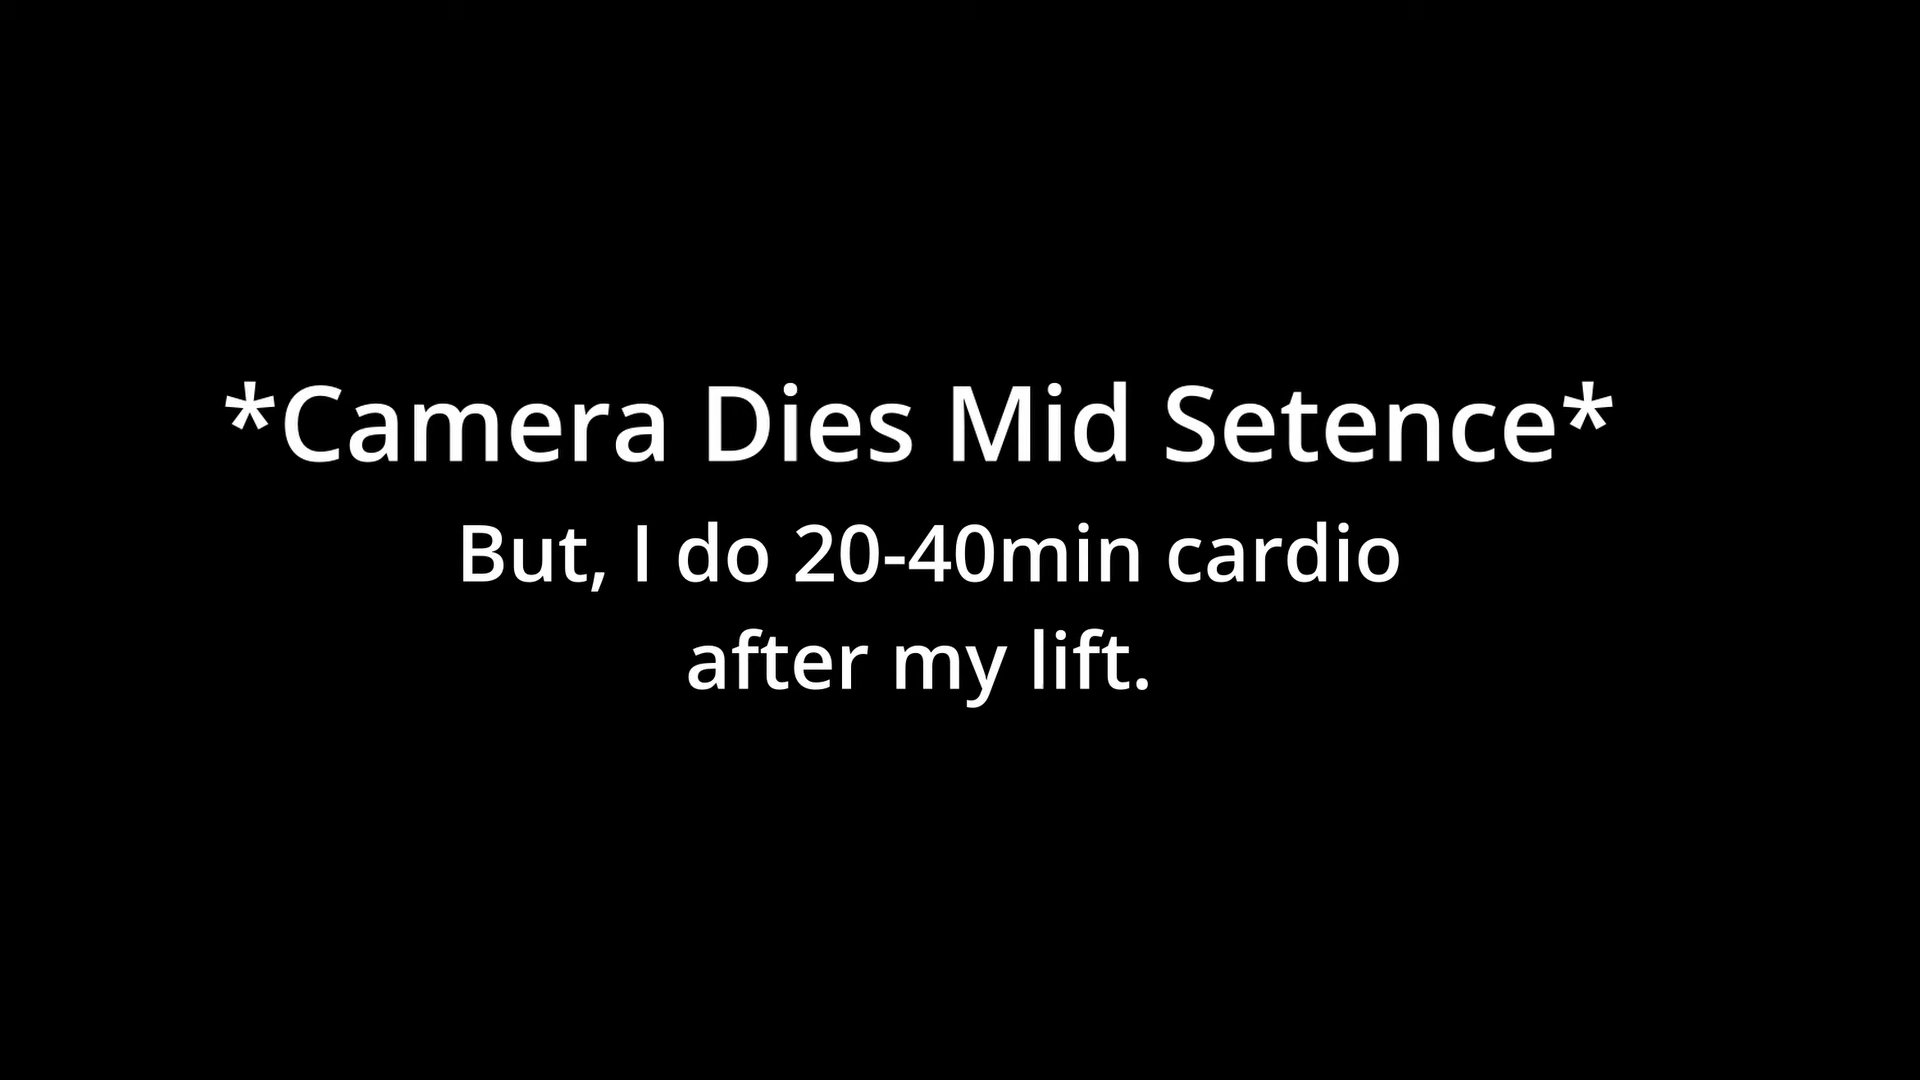 *Camera Dies Mid Setence*
But, I do 20-40min cardio
after my lift.